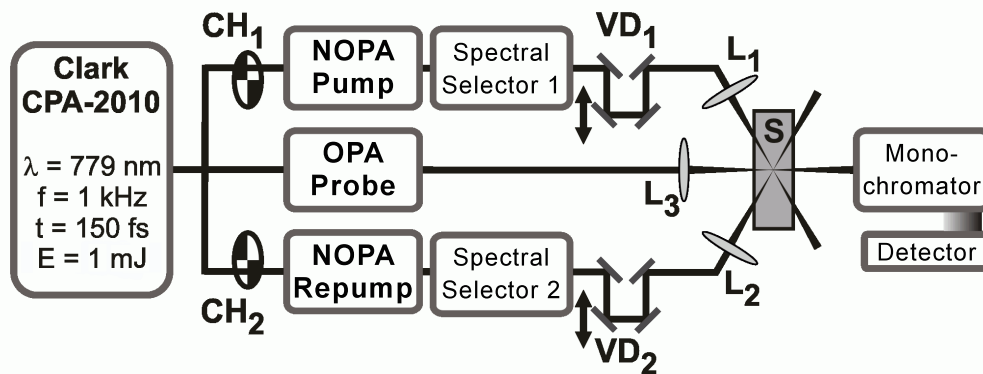 Clark
CPA-2010
λ = 779 nm
f = 1 kHz
t = 150 fs
E = 1 mJ
CH1
NOPA
Pump
Spectral
Selector 1
VD1
L1
OPA
Probe
L3
S
Mono-
chromator
Detector
CH2
NOPA
Repump
Spectral
Selector 2
VD2
L2